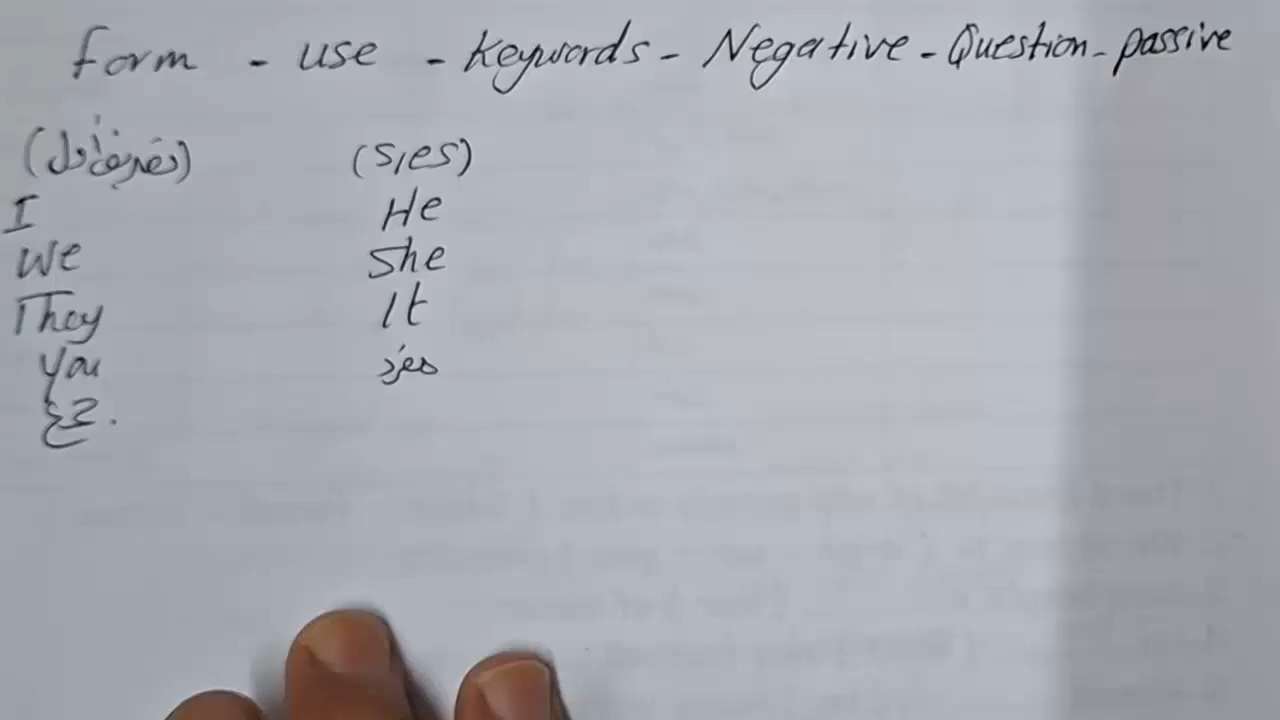 form - use - Keywords - Negative - Question - passive
(تصريف أول) (s, es)
I He
We She
They It
you مفرد
جمع.